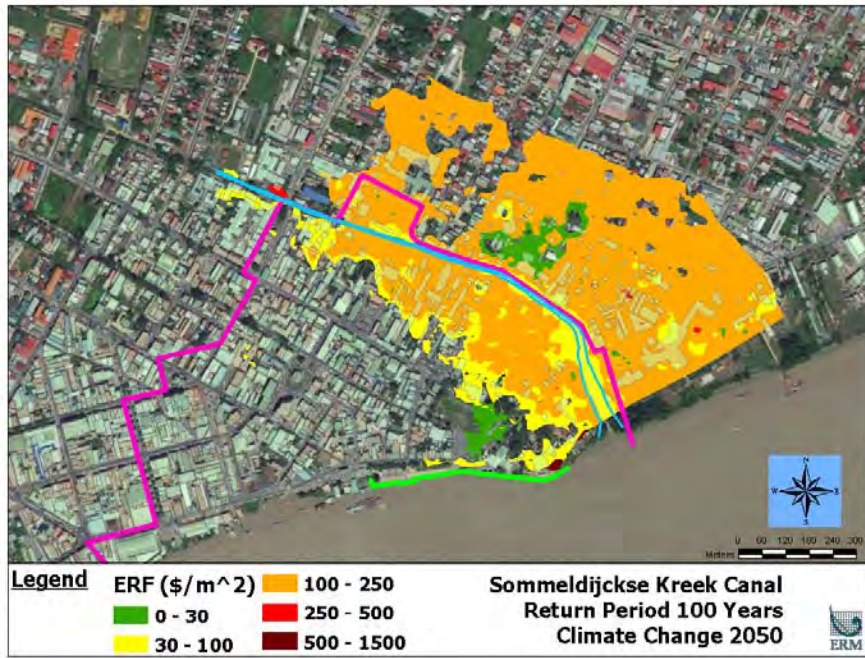 N
W E
S
0 60 120 180 240 300
Meters
Legend
ERF ($/m^2)
0 - 30
30 - 100
100 - 250
250 - 500
500 - 1500
Sommeldijckse Kreek Canal
Return Period 100 Years
Climate Change 2050
ERM